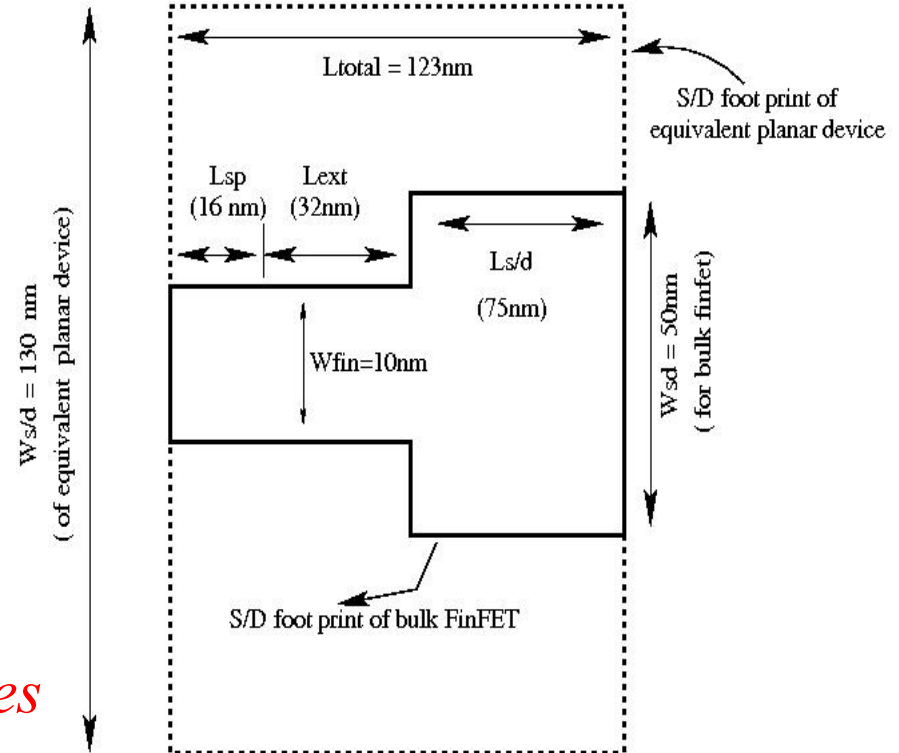 Ltotal = 123nm
S/D foot print of
equivalent planar device
Lsp
(16 nm)
Lext
(32nm)
Ls/d
(75nm)
Wfin=10nm
Ws/d = 130 nm
( of equivalent planar device)
Wsd = 50nm
( for bulk finfet)
S/D foot print of bulk FinFET
es